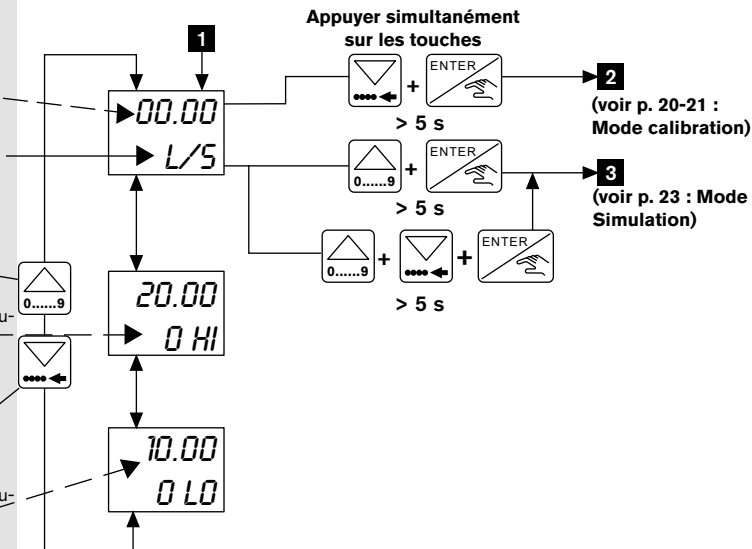 Appuyer simultanément
sur les touches
1
ENTER
+
> 5 s
2
(voir p. 20-21 :
Mode calibration)
00.00
L/S
0......9
+
ENTER
> 5 s
3
(voir p. 23 : Mode
Simulation)
0......9
+
+
ENTER
> 5 s
0......9
u-
20.00
0 HI
10.00
0 LO
u-